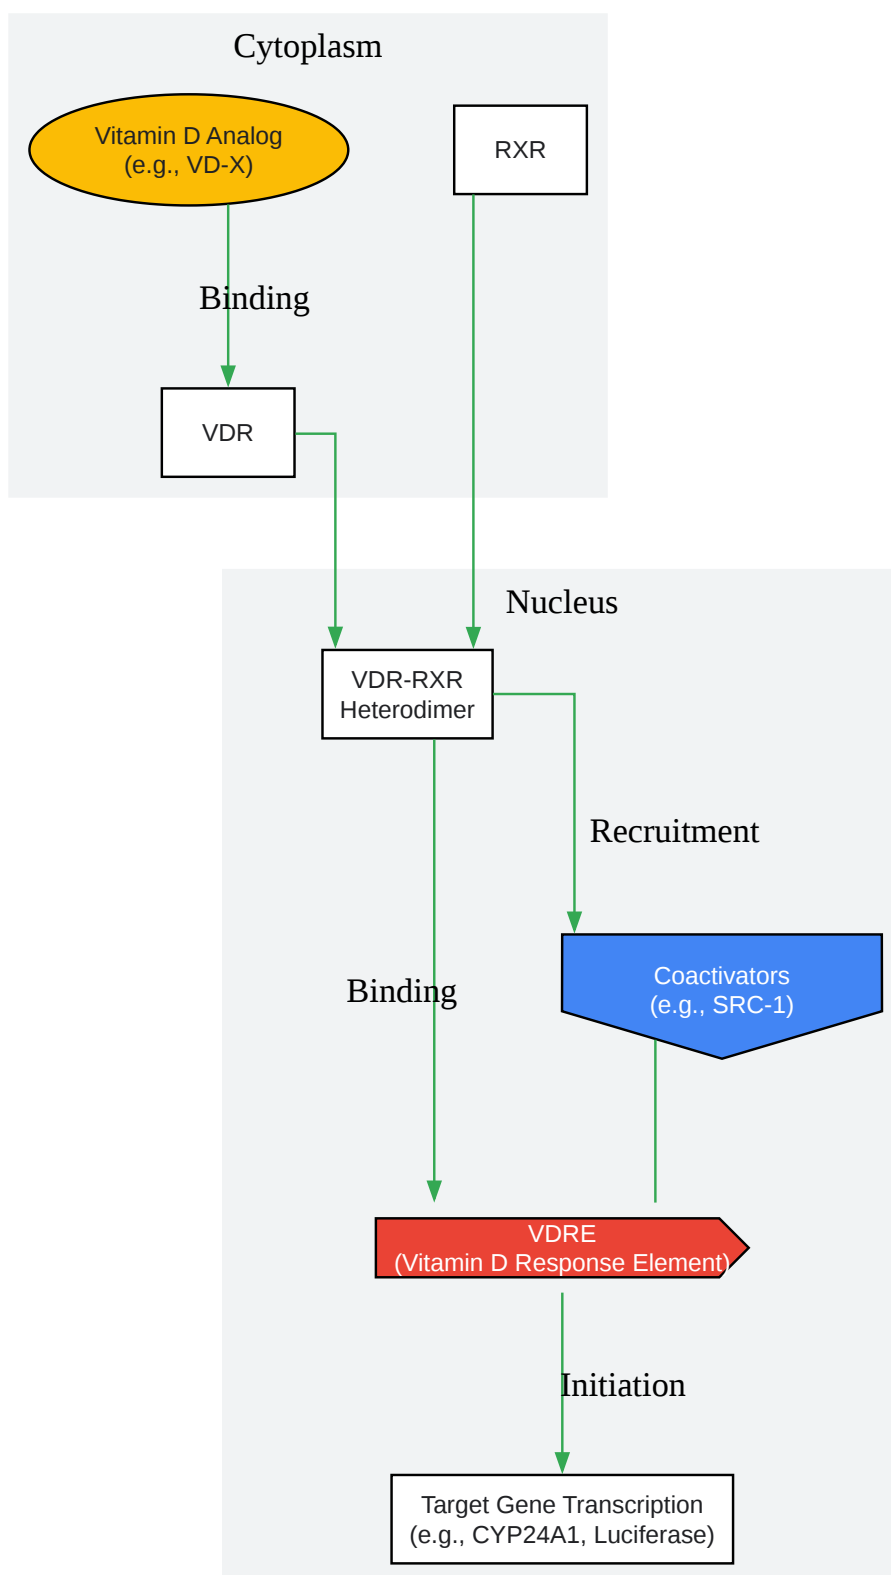 Cytoplasm
Vitamin D Analog
(e.g., VD-X)
RXR
Binding
VDR
Nucleus
VDR-RXR
Heterodimer
Recruitment
Coactivators
(e.g., SRC-1)
Binding
VDRE
(Vitamin D Response Element)
Initiation
Target Gene Transcription
(e.g., CYP24A1, Luciferase)